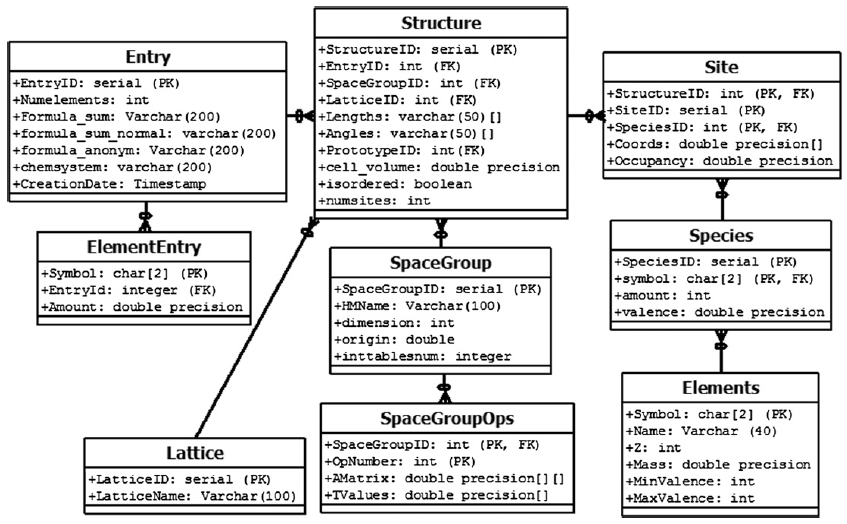 Entry
+EntryID: serial (PK)
+Numelements: int
+Formula_sum: Varchar(200)
+formula_sum_normal: varchar(200)
+formula_anonym: Varchar(200)
+chemsystem: varchar(200)
+CreationDate: Timestamp
ElementEntry
+Symbol: char[2] (PK)
+EntryId: integer (FK)
+Amount: double precision
Structure
+StructureID: serial (PK)
+EntryID: int (FK)
+SpaceGroupID: int (FK)
+LatticeID: int (FK)
+Lengths: varchar(50)[]
+Angles: varchar(50)[]
+PrototypeID: int(FK)
+cell_volume: double precision
+isordered: boolean
+numsites: int
SpaceGroup
+SpaceGroupID: serial (PK)
+HMName: Varchar(100)
+dimension: int
+origin: double
+inttablesnum: integer
SpaceGroupOps
+SpaceGroupID: int (PK, FK)
+OpNumber: int (PK)
+AMatrix: double precision[][]
+TValues: double precision[]
Lattice
+LatticeID: serial (PK)
+LatticeName: Varchar(100)
Site
+StructureID: int (PK, FK)
+SiteID: serial (PK)
+SpeciesID: int (PK, FK)
+Coords: double precision[]
+Occupancy: double precision
Species
+SpeciesID: serial (PK)
+symbol: char[2] (PK, FK)
+amount: int
+valence: double precision
Elements
+Symbol: char[2] (PK)
+Name: Varchar (40)
+Z: int
+Mass: double precision
+MinValence: int
+MaxValence: int